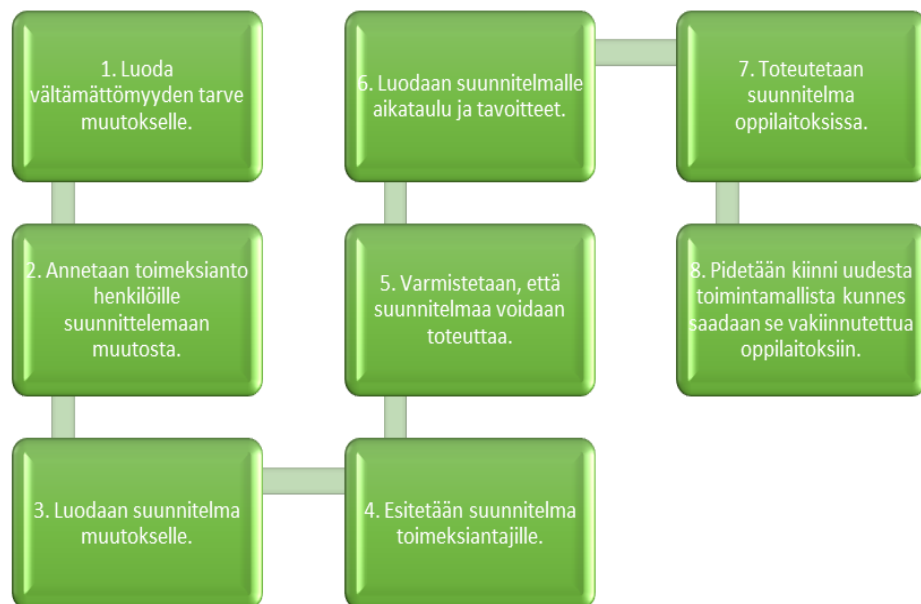 1. Luoda
vältämättömyyden tarve
muutokselle.
2. Annetaan toimeksianto
henkilöille
suunnittelemaan
muutosta.
3. Luodaan suunnitelma
muutokselle.
4. Esitetään suunnitelma
toimeksiantajille.
5. Varmistetaan, että
suunnitelmaa voidaan
toteuttaa.
6. Luodaan suunnitelmalle
aikataulu ja tavoitteet.
7. Toteutetaan
suunnitelma
oppilaitoksissa.
8. Pidetään kiinni uudesta
toimintamallista kunnes
saadaan se vakiinnutettua
oppilaitoksiin.